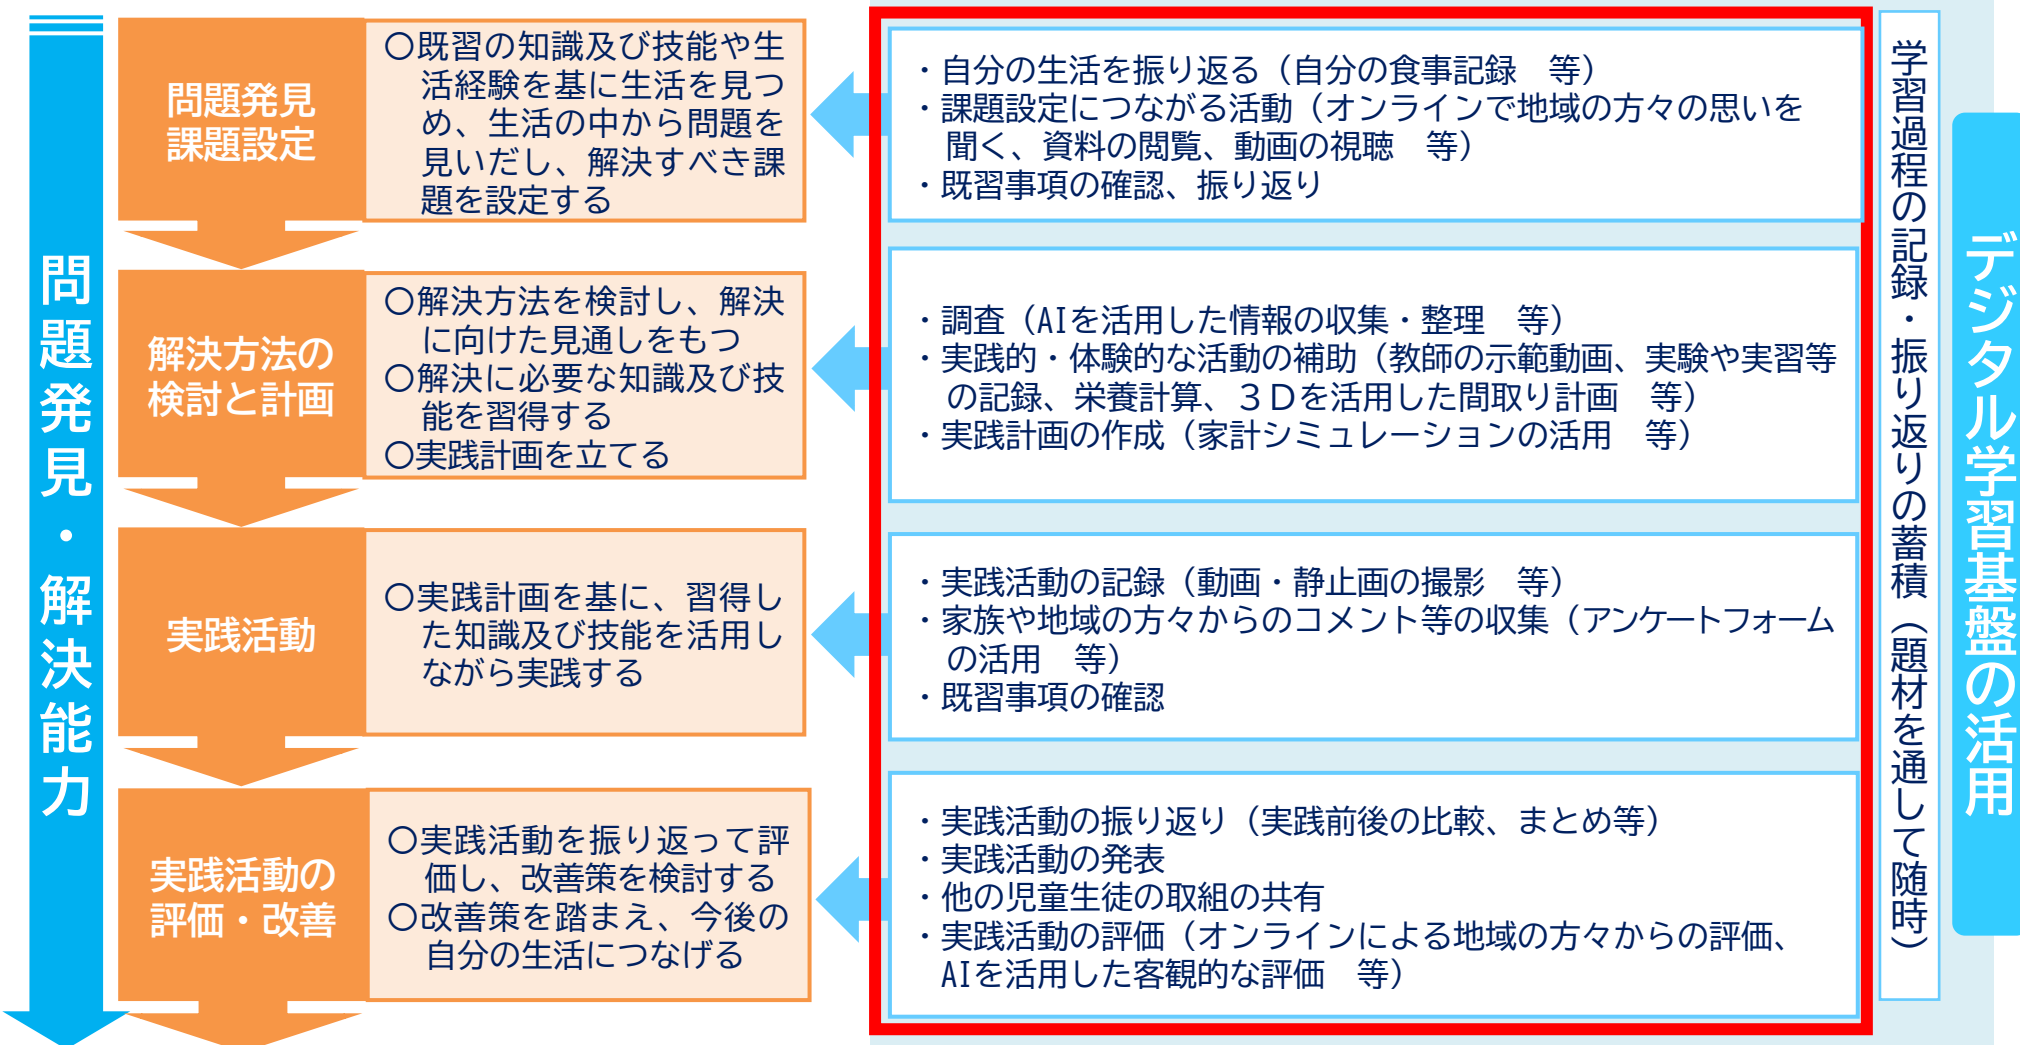 問題発見・解決能力
問題発見
課題設定
〇既習の知識及び技能や生
活経験を基に生活を見つ
め、生活の中から問題を
見いだし、解決すべき課
題を設定する
・自分の生活を振り返る（自分の食事記録　等）
・課題設定につながる活動（オンラインで地域の方々の思いを
聞く、資料の閲覧、動画の視聴　等）
・既習事項の確認、振り返り
解決方法の
検討と計画
〇解決方法を検討し、解決
に向けた見通しをもつ
〇解決に必要な知識及び技
能を習得する
〇実践計画を立てる
・調査（AIを活用した情報の収集・整理　等）
・実践的・体験的な活動の補助（教師の示範動画、実験や実習等
の記録、栄養計算、３Ｄを活用した間取り計画　等）
・実践計画の作成（家計シミュレーションの活用　等）
実践活動
〇実践計画を基に、習得し
た知識及び技能を活用し
ながら実践する
・実践活動の記録（動画・静止画の撮影　等）
・家族や地域の方々からのコメント等の収集（アンケートフォーム
の活用　等）
・既習事項の確認
実践活動の
評価・改善
〇実践活動を振り返って評
価し、改善策を検討する
〇改善策を踏まえ、今後の
自分の生活につなげる
・実践活動の振り返り（実践前後の比較、まとめ等）
・実践活動の発表
・他の児童生徒の取組の共有
・実践活動の評価（オンラインによる地域の方々からの評価、
AIを活用した客観的な評価　等）
学習過程の記録・振り返りの蓄積（題材を通して随時）
デジタル学習基盤の活用